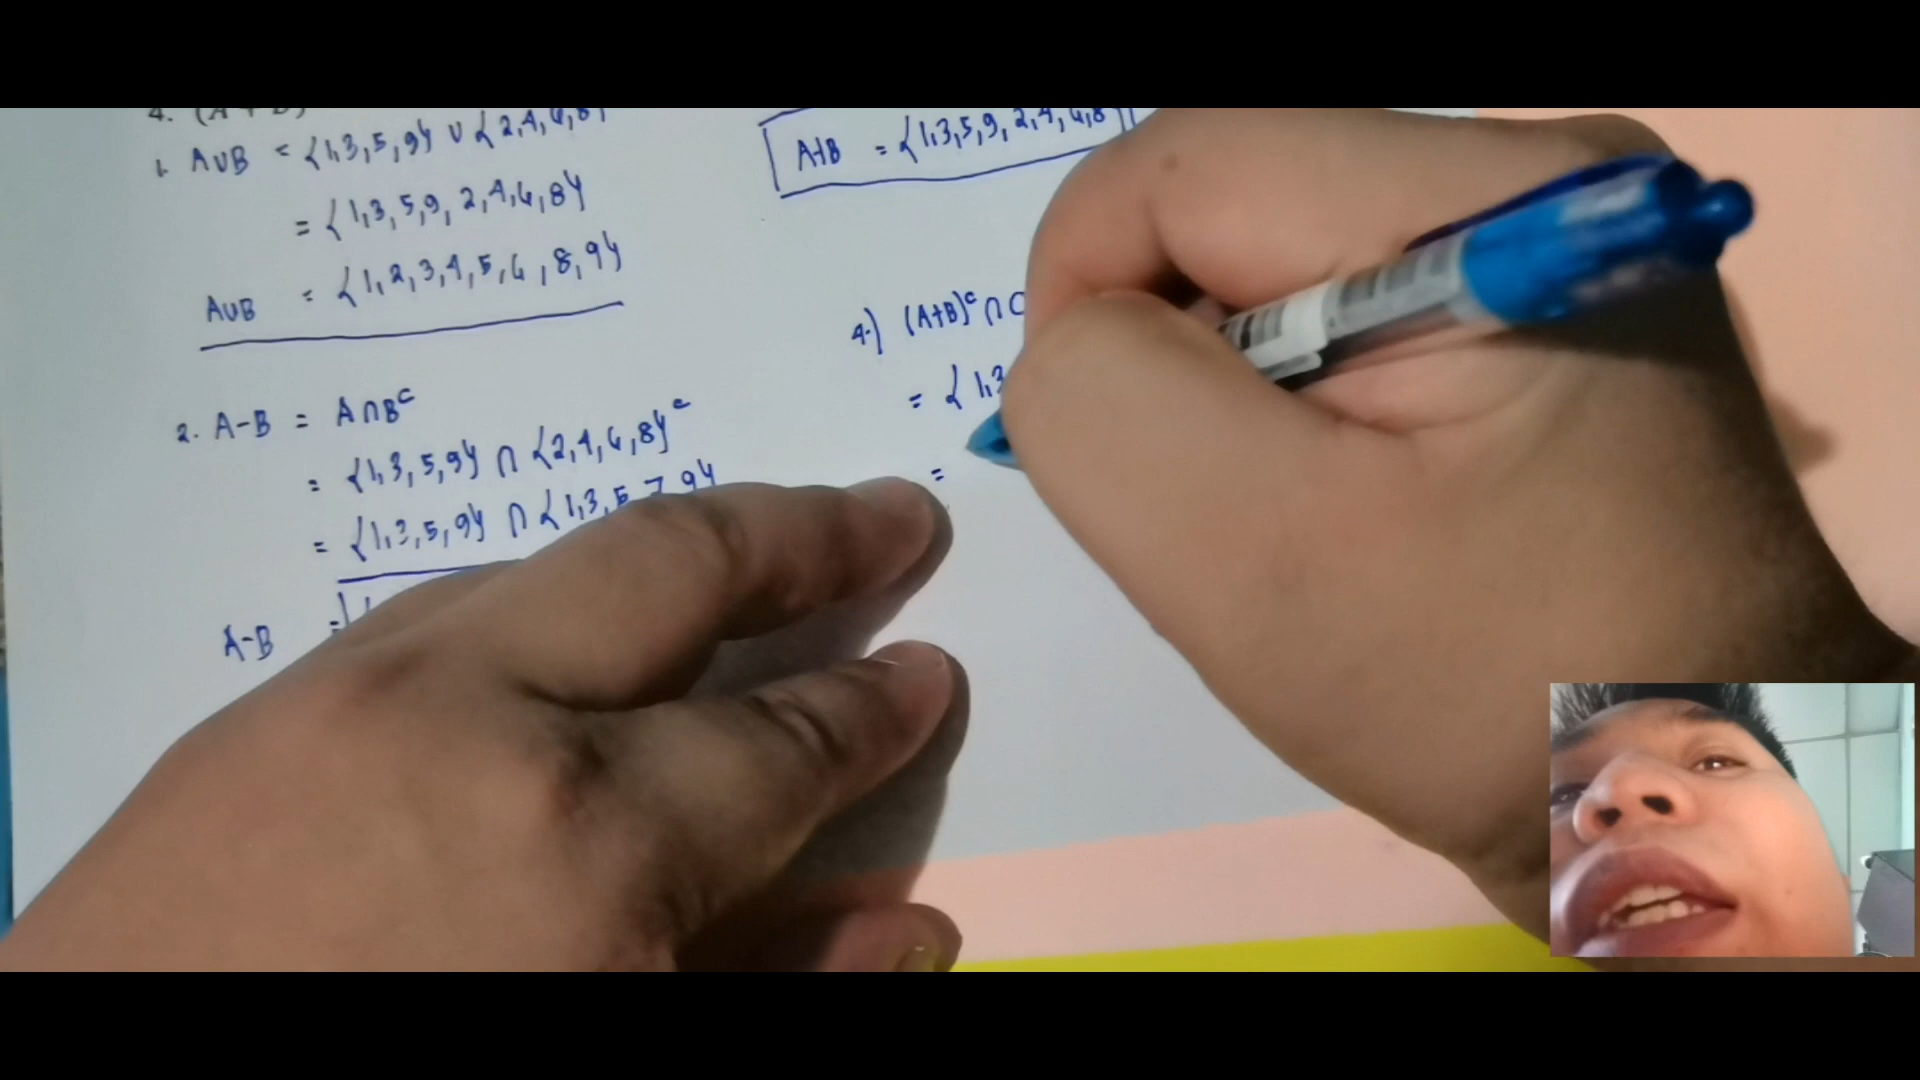 4. (A + B)
1. A∪B = {1,3,5,9} ∪ {2,4,6,8}
= {1,3,5,9, 2,4,6,8}
A∪B = {1,2,3,4,5,6,8,9}
2. A-B = A∩Bᶜ
= {1,3,5,9} ∩ {2,4,6,8}ᶜ
= {1,3,5,9} ∩ {1,3,5,7,9}
A-B =
A+B = {1,3,5,9,2,4,6,8
4.) (A+B)ᶜ ∩ C
= { 1,3
=